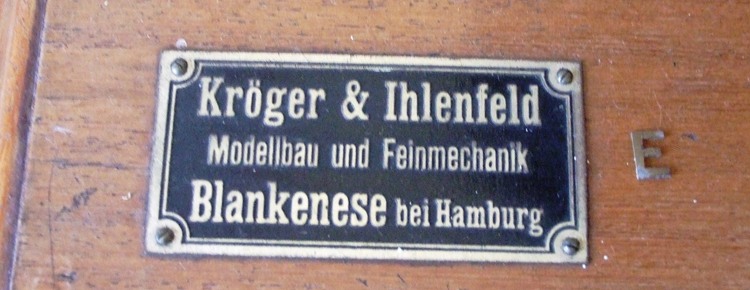 Kröger & Ihlenfeld
Modellbau und Feinmechanik
Blankenese bei Hamburg
E